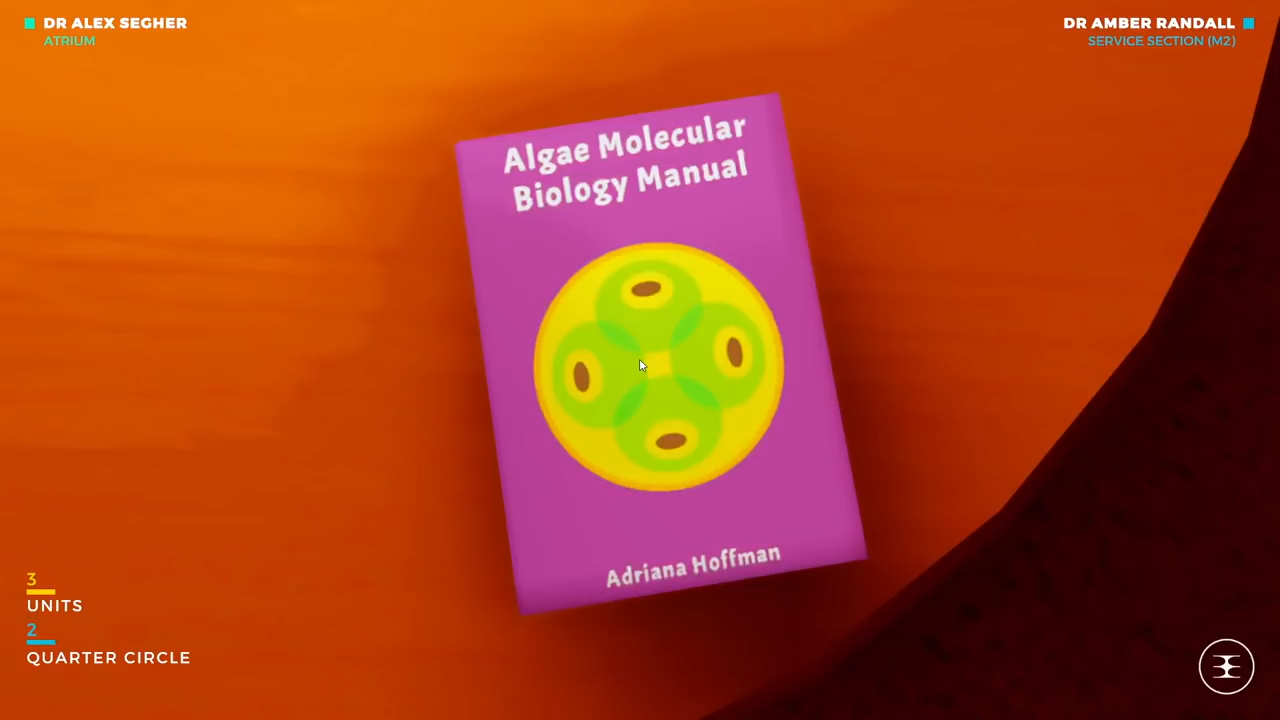 DR ALEX SEGHER
ATRIUM
DR AMBER RANDALL
SERVICE SECTION (M2)
Algae Molecular
Biology Manual
Adriana Hoffman
3
UNITS
2
QUARTER CIRCLE